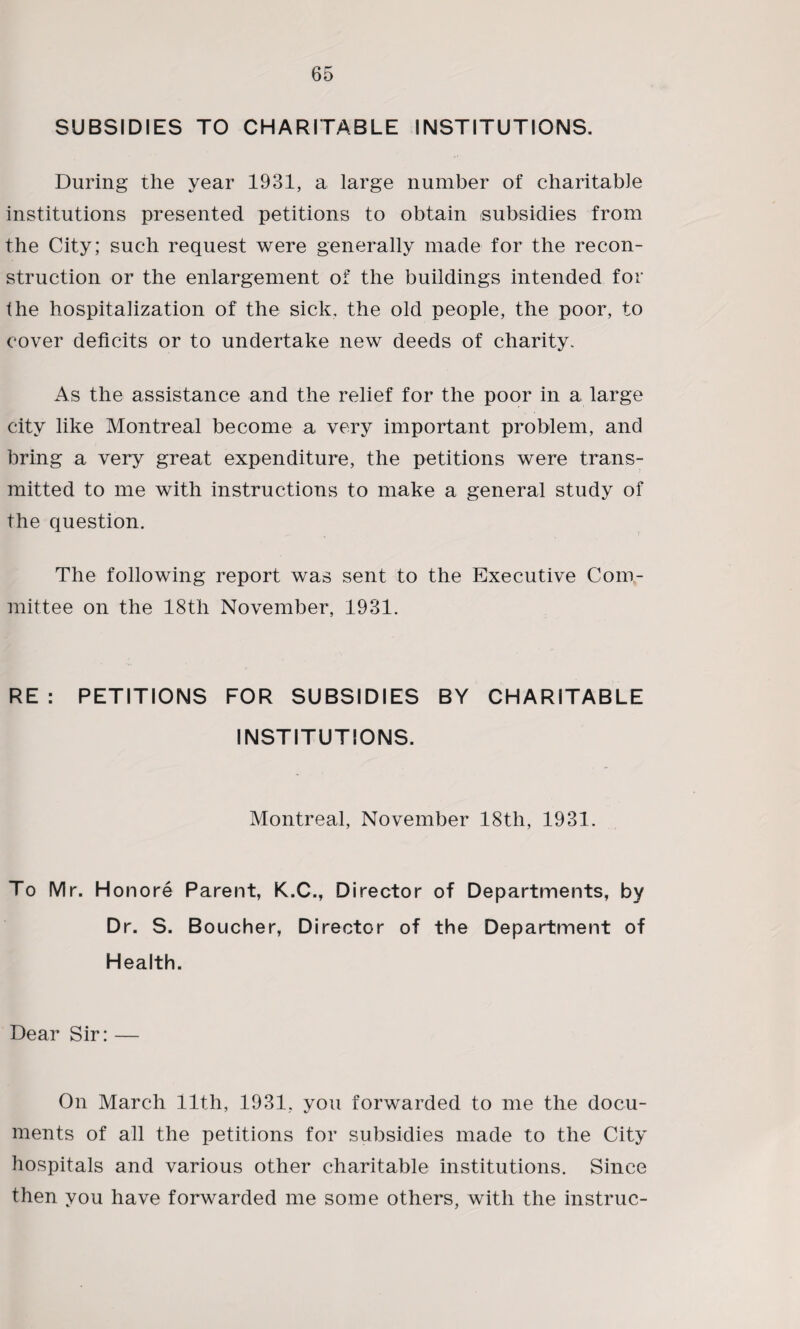 65
SUBSIDIES TO CHARITABLE INSTITUTIONS.
During the year 1931, a large number of charitable
institutions presented petitions to obtain subsidies from
the City; such request were generally made for the recon-
struction or the enlargement of the buildings intended for
the hospitalization of the sick, the old people, the poor, to
cover deficits or to undertake new deeds of charity.
As the assistance and the relief for the poor in a large
city like Montreal become a very important problem, and
bring a very great expenditure, the petitions were trans-
mitted to me with instructions to make a general study of
the question.
The following report was sent to the Executive Com-
mittee on the 18th November, 1931.
RE : PETITIONS FOR SUBSIDIES BY CHARITABLE
INSTITUTIONS.
Montreal, November 18th, 1931.
To Mr. Honoré Parent, K.C., Director of Departments, by
Dr. S. Boucher, Director of the Department of
Health.
Dear Sir: —
On March 11th, 1931, you forwarded to me the docu-
ments of all the petitions for subsidies made to the City
hospitals and various other charitable institutions. Since
then you have forwarded me some others, with the instruc-